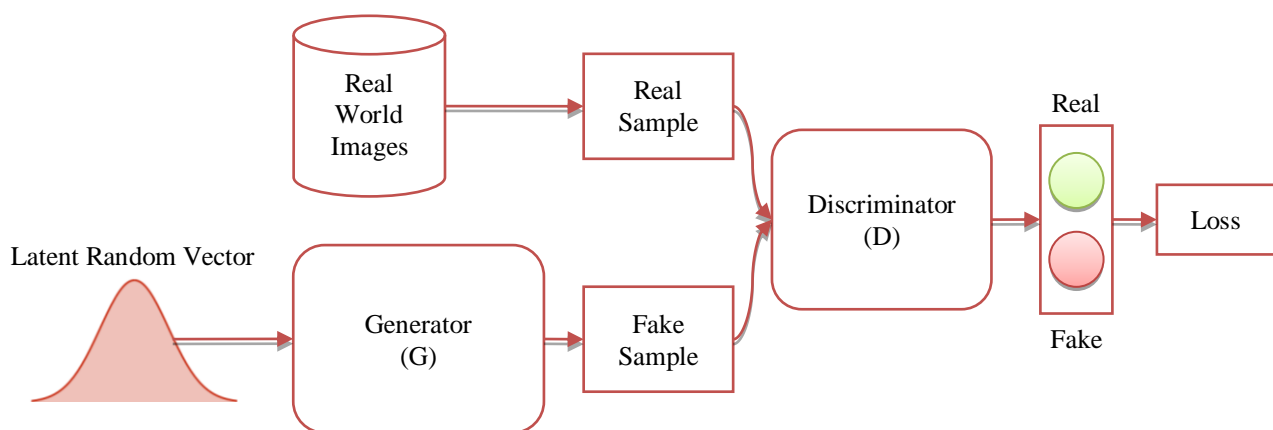 Real
World
Images
Real
Sample
Latent Random Vector
Generator
(G)
Fake
Sample
Discriminator
(D)
Real
Fake
Loss